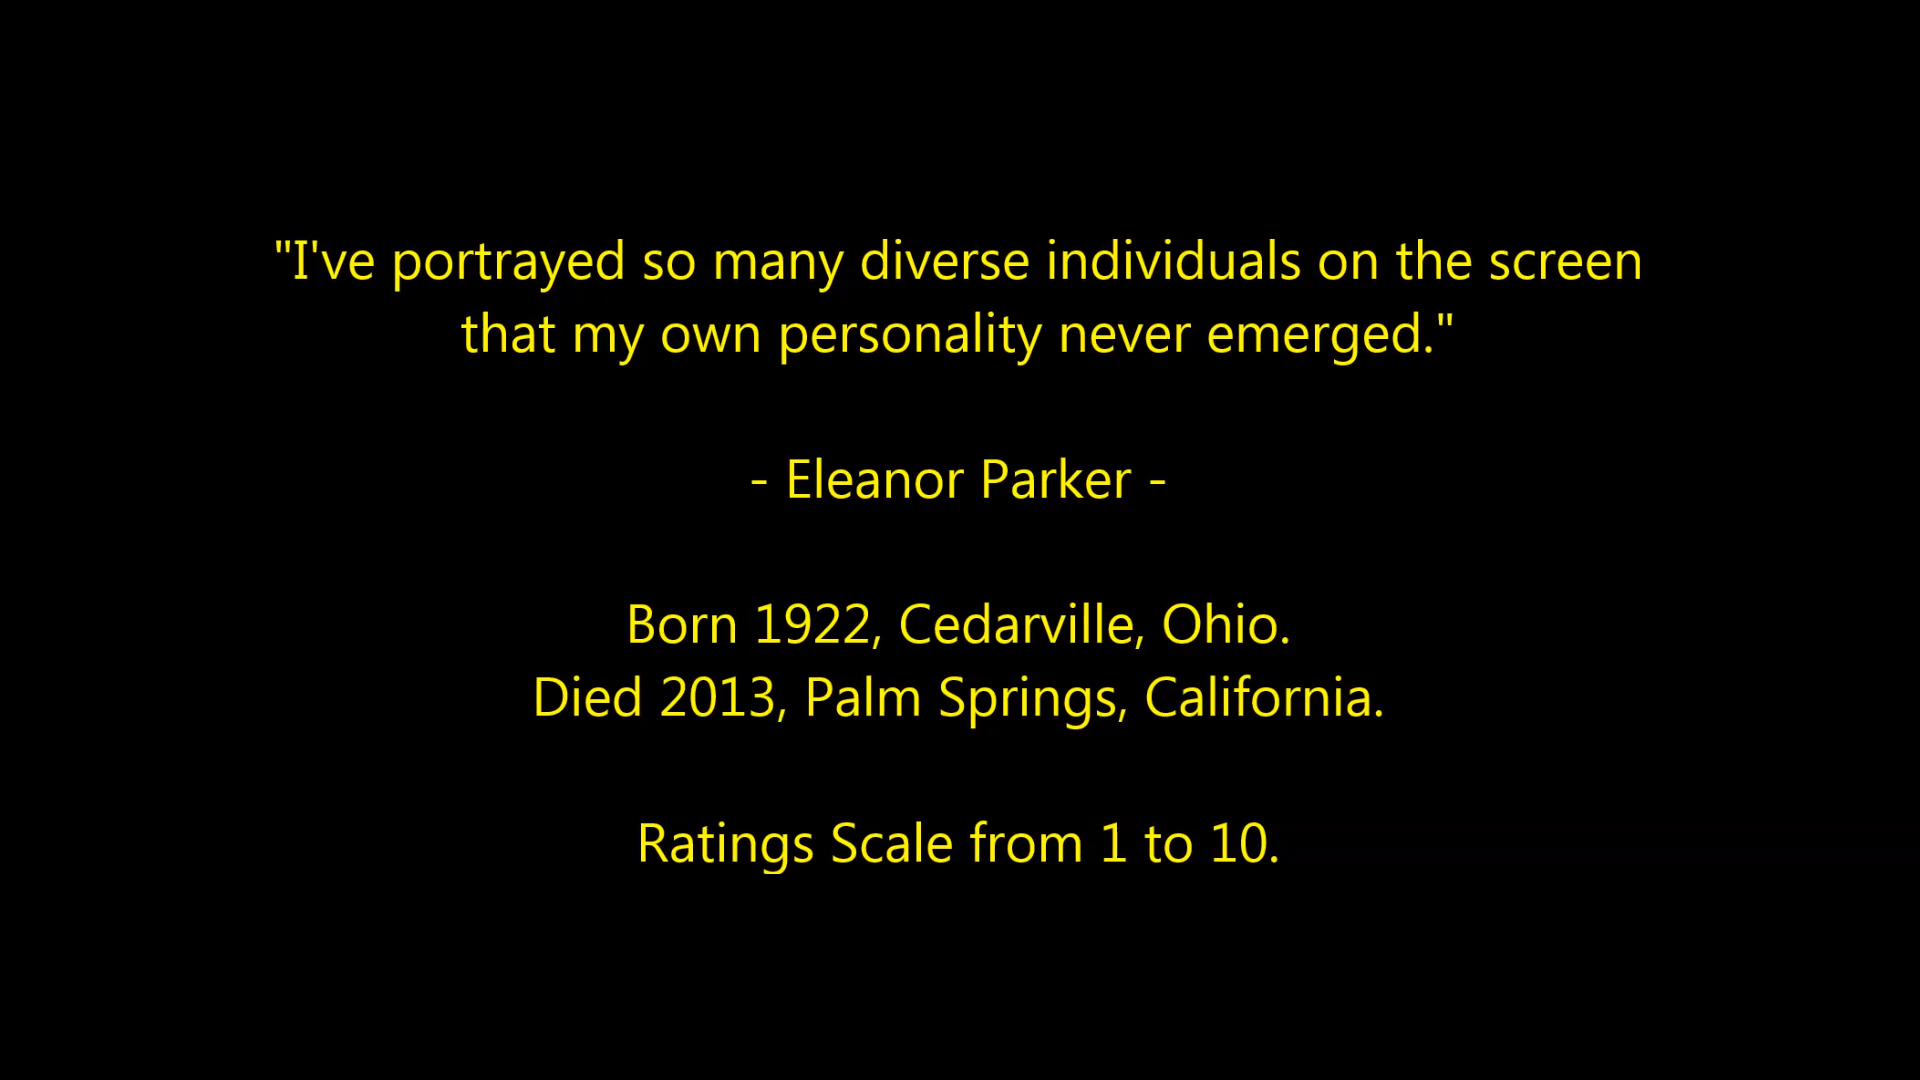 "I've portrayed so many diverse individuals on the screen
that my own personality never emerged."
- Eleanor Parker -
Born 1922, Cedarville, Ohio.
Died 2013, Palm Springs, California.
Ratings Scale from 1 to 10.